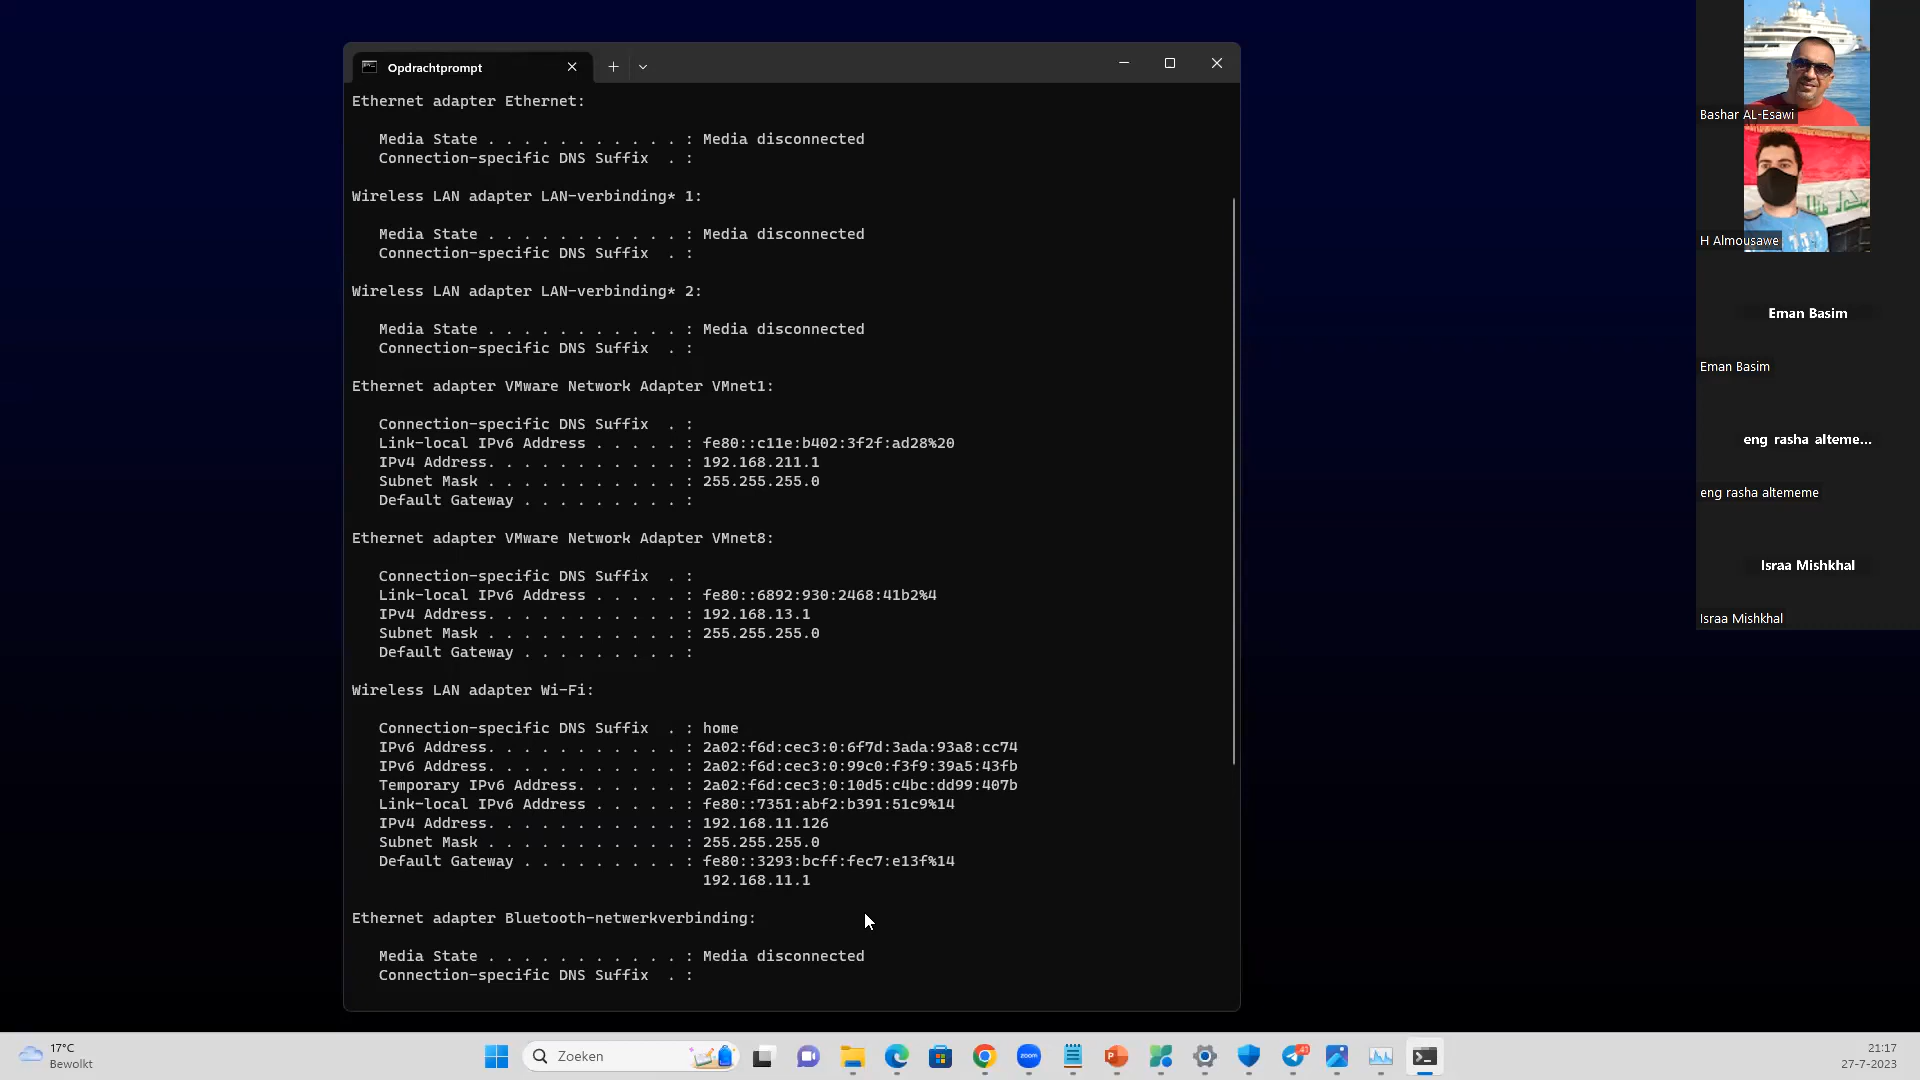 Opdrachtprompt
Ethernet adapter Ethernet:
Media State . . . . . . . . . . . : Media disconnected
Connection-specific DNS Suffix  . :
Wireless LAN adapter LAN-verbinding* 1:
Media State . . . . . . . . . . . : Media disconnected
Connection-specific DNS Suffix  . :
Wireless LAN adapter LAN-verbinding* 2:
Media State . . . . . . . . . . . : Media disconnected
Connection-specific DNS Suffix  . :
Ethernet adapter VMware Network Adapter VMnet1:
Connection-specific DNS Suffix  . :
Link-local IPv6 Address . . . . . : fe80::c11e:b402:3f2f:ad28%20
IPv4 Address. . . . . . . . . . . : 192.168.211.1
Subnet Mask . . . . . . . . . . . : 255.255.255.0
Default Gateway . . . . . . . . . :
Ethernet adapter VMware Network Adapter VMnet8:
Connection-specific DNS Suffix  . :
Link-local IPv6 Address . . . . . : fe80::6892:930:2468:41b2%4
IPv4 Address. . . . . . . . . . . : 192.168.13.1
Subnet Mask . . . . . . . . . . . : 255.255.255.0
Default Gateway . . . . . . . . . :
Wireless LAN adapter Wi-Fi:
Connection-specific DNS Suffix  . : home
IPv6 Address. . . . . . . . . . . : 2a02:f6d:cec3:0:6f7d:3ada:93a8:cc74
IPv6 Address. . . . . . . . . . . : 2a02:f6d:cec3:0:99c0:f3f9:39a5:43fb
Temporary IPv6 Address. . . . . . : 2a02:f6d:cec3:0:10d5:c4bc:dd99:407b
Link-local IPv6 Address . . . . . : fe80::7351:abf2:b391:51c9%14
IPv4 Address. . . . . . . . . . . : 192.168.11.126
Subnet Mask . . . . . . . . . . . : 255.255.255.0
Default Gateway . . . . . . . . . : fe80::3293:bcff:fec7:e13f%14
192.168.11.1
Ethernet adapter Bluetooth-netwerkverbinding:
Media State . . . . . . . . . . . : Media disconnected
Connection-specific DNS Suffix  . :
Bashar AL-Esawi
H Almousawe
Eman Basim
Eman Basim
eng rasha alteme...
eng rasha altememe
Israa Mishkhal
Israa Mishkhal
17°C
Bewolkt
Zoeken
zoom
21:17
27-7-2023